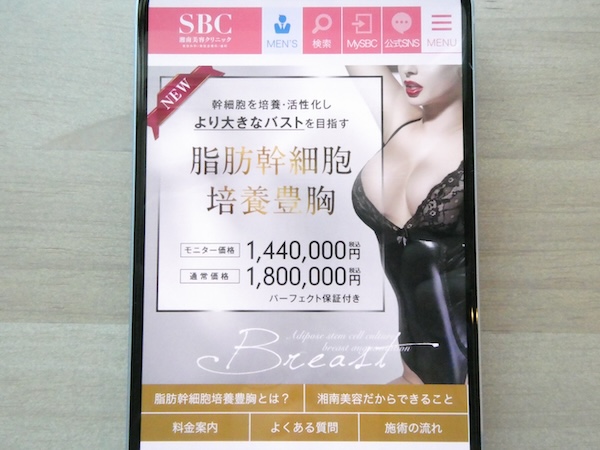 SBC
湘南美容クリニック
MEN'S
検索
MySBC
公式SNS
MENU
NEW
幹細胞を培養・活性化し
より大きなバストを目指す
脂肪幹細胞
培養豊胸
モニター価格 1,440,000円 税込
通常価格 1,800,000円 税込
パーフェクト保証付き
Adipose stem cell culture
breast
Breast
脂肪幹細胞培養豊胸とは？ 湘南美容だからできること
料金案内 よくある質問 施術の流れ